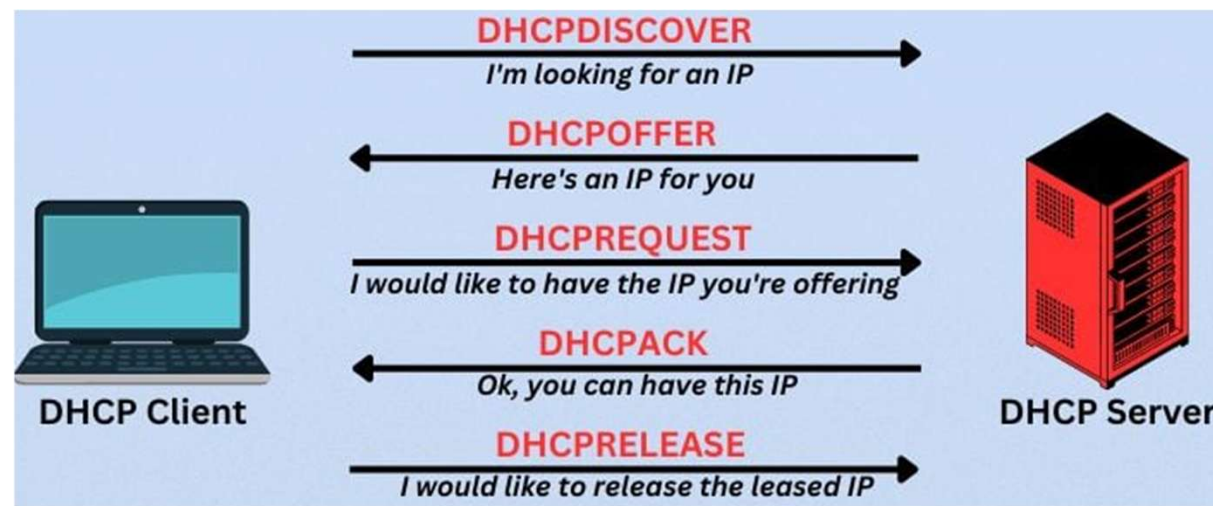 DHCPDISCOVER
I'm looking for an IP
DHCPOFFER
Here's an IP for you
DHCPREQUEST
I would like to have the IP you're offering
DHCPACK
Ok, you can have this IP
DHCP Client
DHCP Server
DHCPRELEASE
I would like to release the leased IP